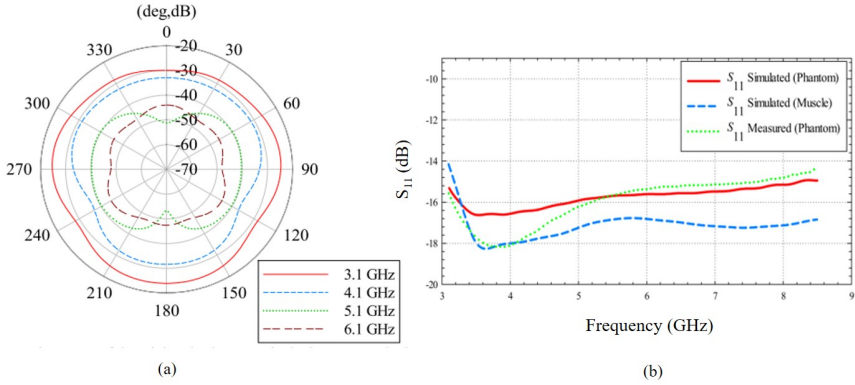 (deg,dB)
0
330
30
300
60
270
90
240
120
210
150
180
-20
-30
-40
-50
-60
-70
3.1 GHz
4.1 GHz
5.1 GHz
6.1 GHz
(a)
S11 (dB)
-10
-12
-14
-16
-18
-20
S11 Simulated (Phantom)
S11 Simulated (Muscle)
S11 Measured (Phantom)
3
4
5
6
7
8
9
Frequency (GHz)
(b)